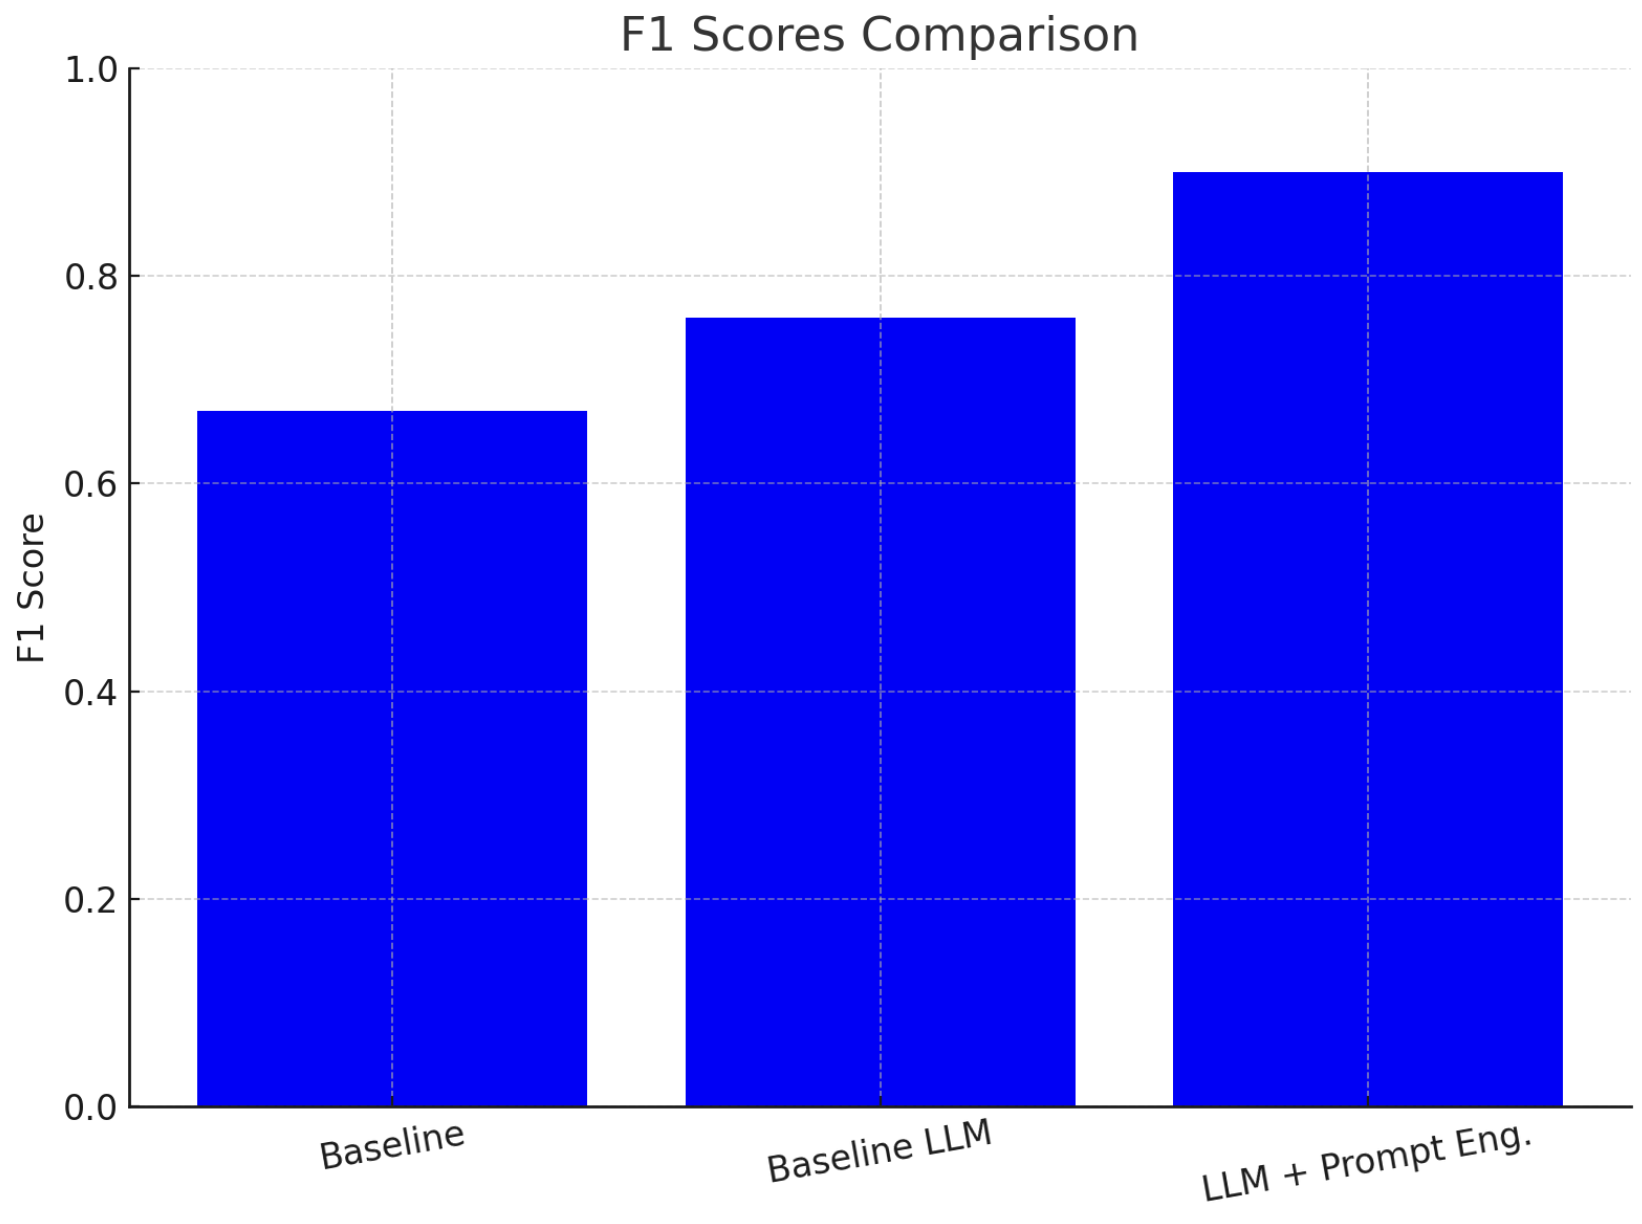 F1 Scores Comparison
F1 Score
1.0
0.8
0.6
0.4
0.2
0.0
Baseline
Baseline LLM
LLM + Prompt Eng.